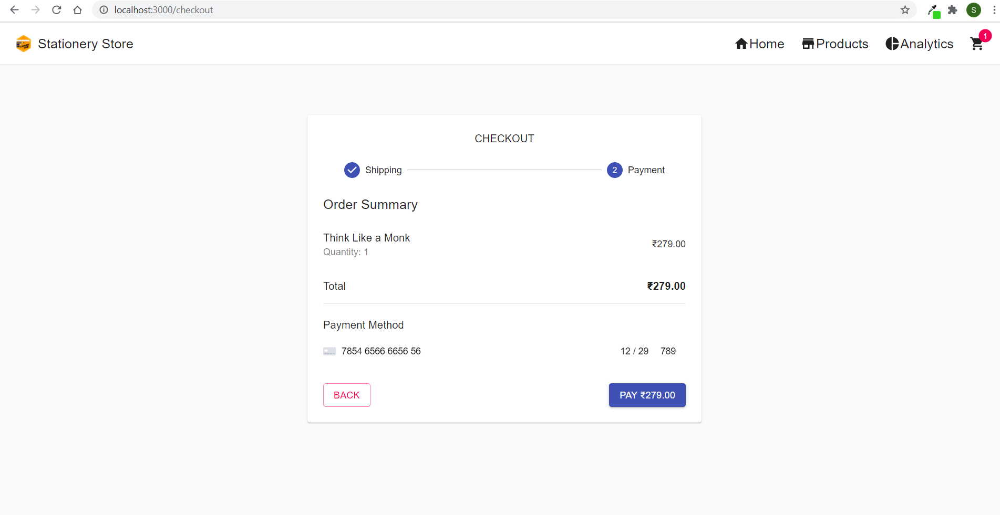 localhost:3000/checkout
S
Stationery Store
Home
Products
Analytics
1
CHECKOUT
Shipping
2
Payment
Order Summary
Think Like a Monk
₹279.00
Quantity: 1
Total
₹279.00
Payment Method
7854 6566 6656 56
12 / 29
789
BACK
PAY ₹279.00